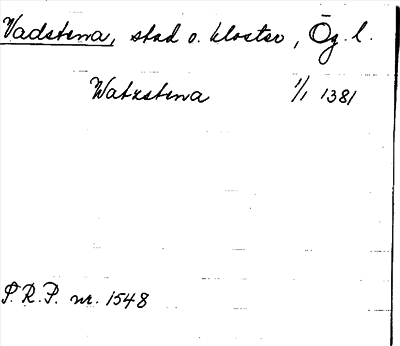 Vadstena, stad o. kloster, Ög. l.
Watzstena 1/1 1381
S.R.P. nr. 1548